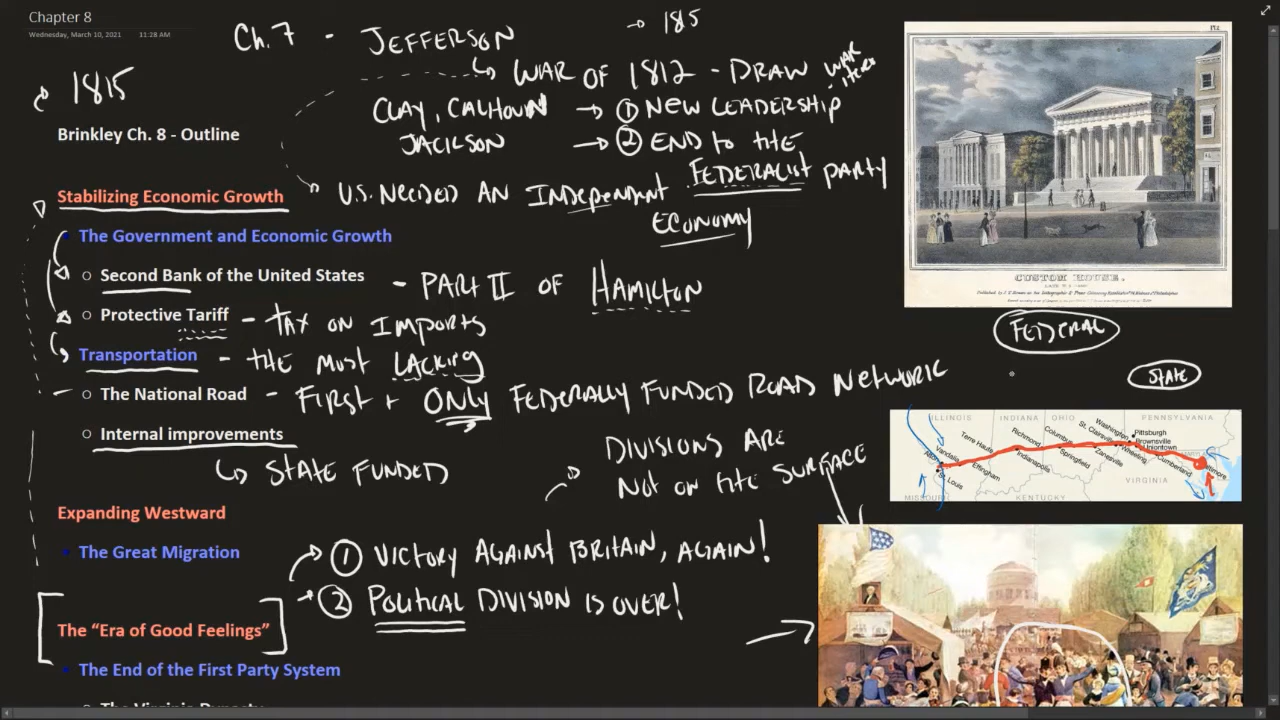 Chapter 8
Wednesday, March 10, 2021 11:28 AM
Ch. 7 - JEFFERSON → 1815
1815
WAR OF 1812 - DRAW
CLAY, CALHOUN → ① NEW LEADERSHIP
JACKSON → ② END TO THE
FEDERALIST PARTY
Brinkley Ch. 8 - Outline
U.S. NEEDED AN INDEPENDENT
ECONOMY
Stabilizing Economic Growth
The Government and Economic Growth
Second Bank of the United States - PART II OF HAMILTON
Protective Tariff - TAX ON IMPORTS
Transportation - THE MOST LACKING
The National Road - FIRST + ONLY FEDERALLY FUNDED ROAD NETWORK
Internal improvements
STATE FUNDED
DIVISIONS ARE
NOT ON THE SURFACE
Expanding Westward
The Great Migration
① VICTORY AGAINST BRITAIN, AGAIN!
② POLITICAL DIVISION IS OVER!
The "Era of Good Feelings"
The End of the First Party System
The Virginia Dynasty
CUSTOM HOUSE.
FEDERAL
STATE
ILLINOIS INDIANA OHIO PENNSYLVANIA
Terre Haute
Vandalia
Effingham
St. Louis
Richmond
Indianapolis
Columbus
Springfield
St. Clairsville
Zanesville
Washington
Wheeling
Pittsburgh
Brownsville
Uniontown
Cumberland
KENTUCKY VIRGINIA